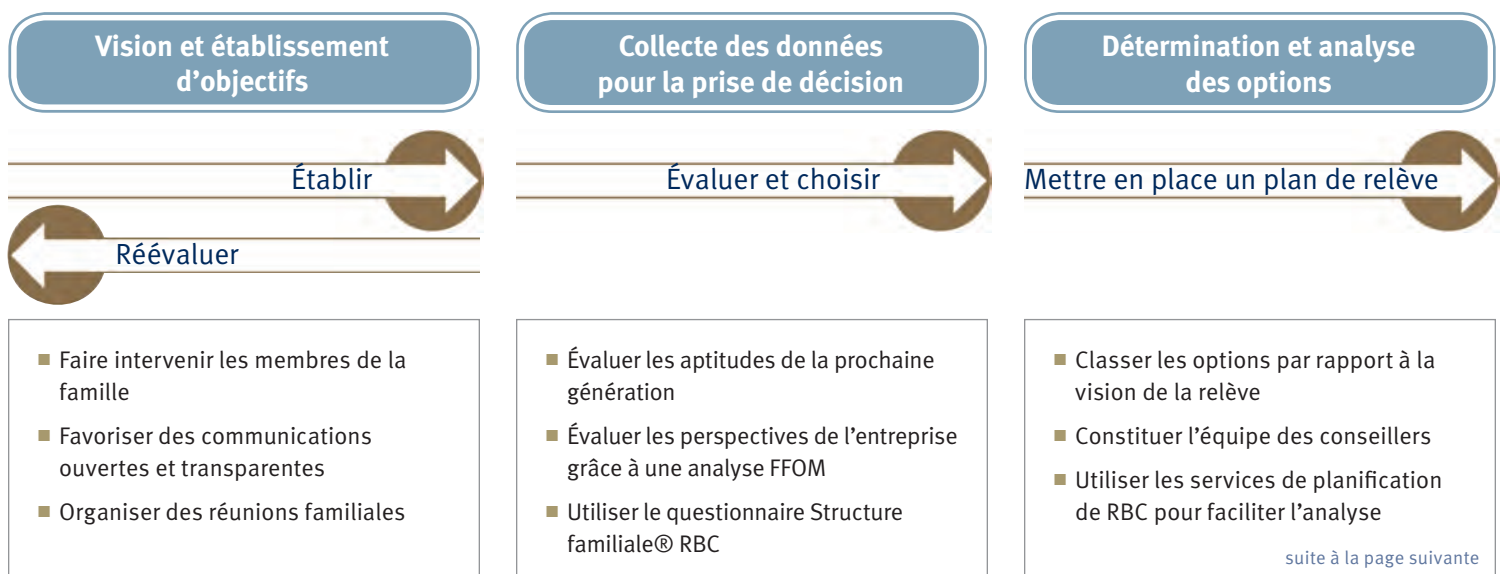 Vision et établissement
d’objectifs
Établir
Réévaluer
■ Faire intervenir les membres de la
famille
■ Favoriser des communications
ouvertes et transparentes
■ Organiser des réunions familiales
Collecte des données
pour la prise de décision
Évaluer et choisir
■ Évaluer les aptitudes de la prochaine
génération
■ Évaluer les perspectives de l’entreprise
grâce à une analyse FFOM
■ Utiliser le questionnaire Structure
familiale® RBC
Détermination et analyse
des options
Mettre en place un plan de relève
■ Classer les options par rapport à la
vision de la relève
■ Constituer l’équipe des conseillers
■ Utiliser les services de planification
de RBC pour faciliter l’analyse
suite à la page suivante